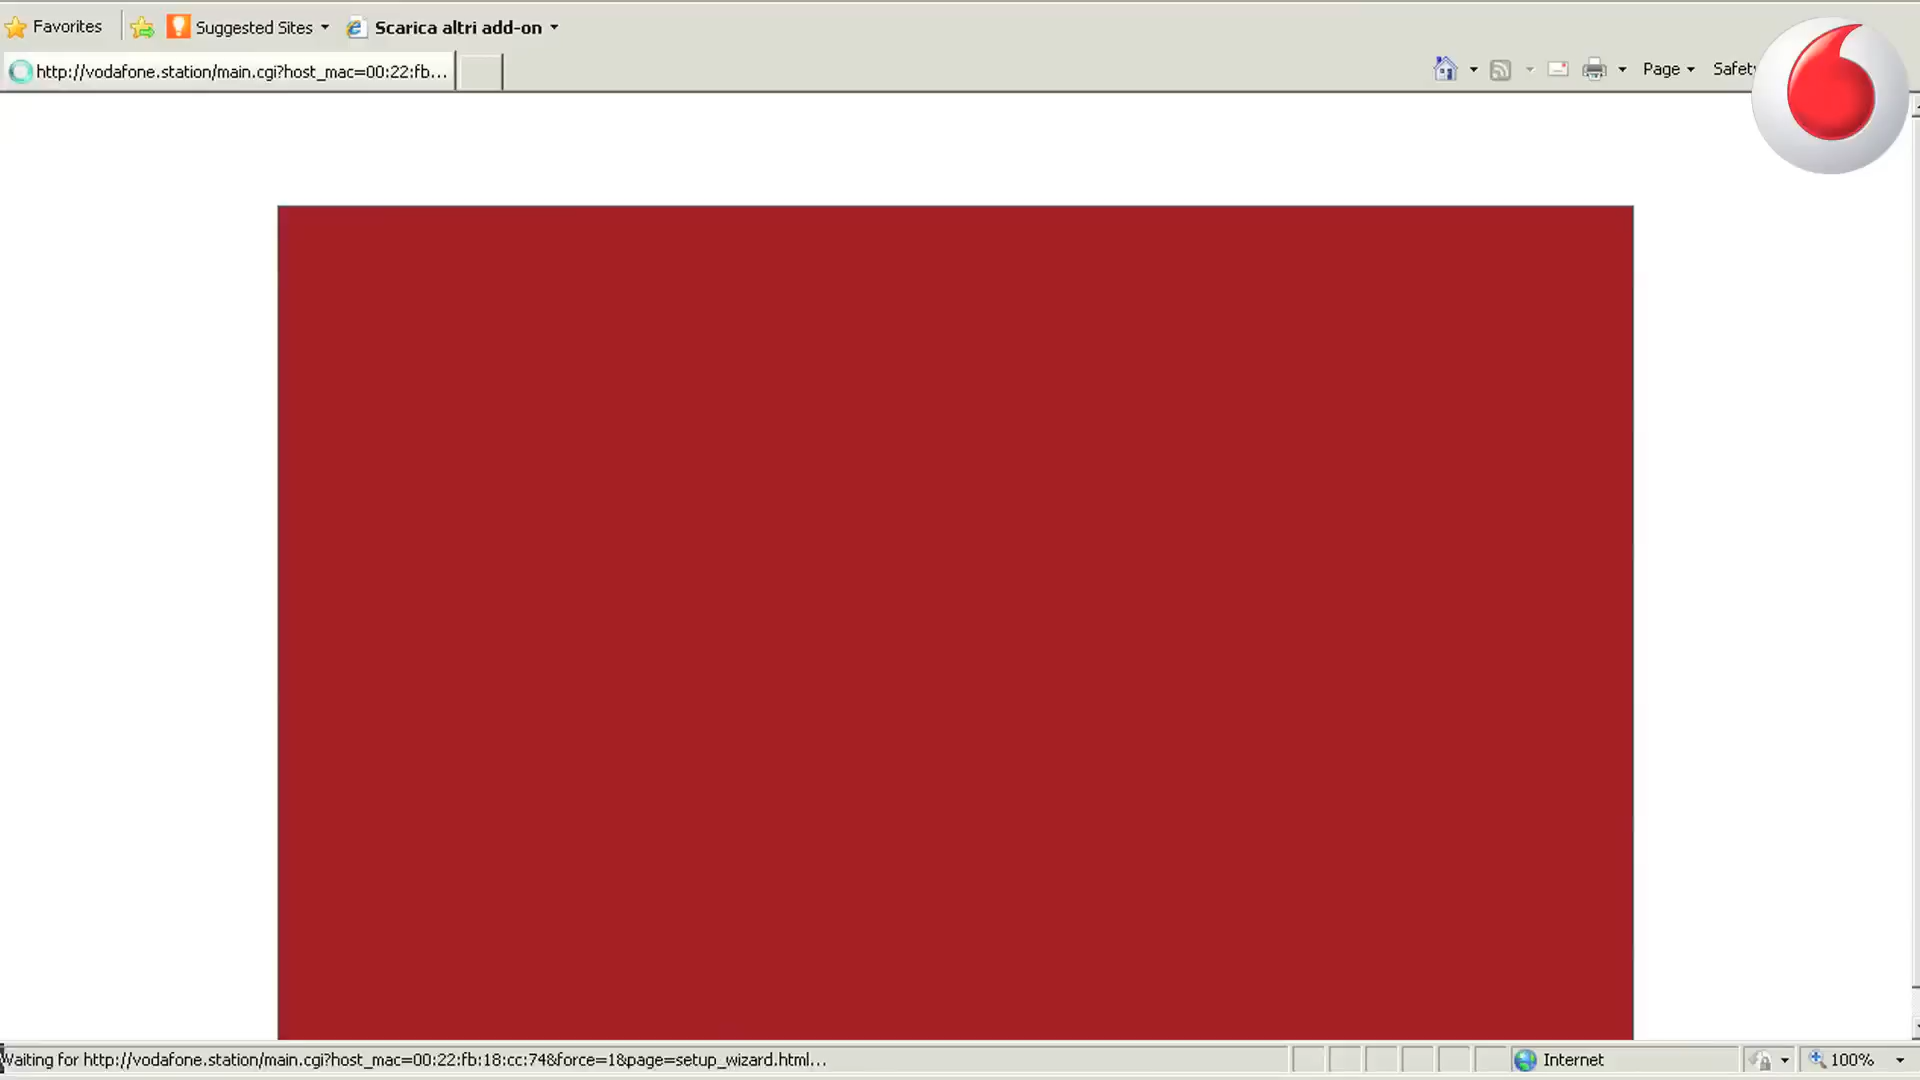 Favorites
Suggested Sites
Scarica altri add-on
http://vodafone.station/main.cgi?host_mac=00:22:fb...
Page
Safety
Waiting for http://vodafone.station/main.cgi?host_mac=00:22:fb:18:cc:74&force=1&page=setup_wizard.html...
Internet
100%